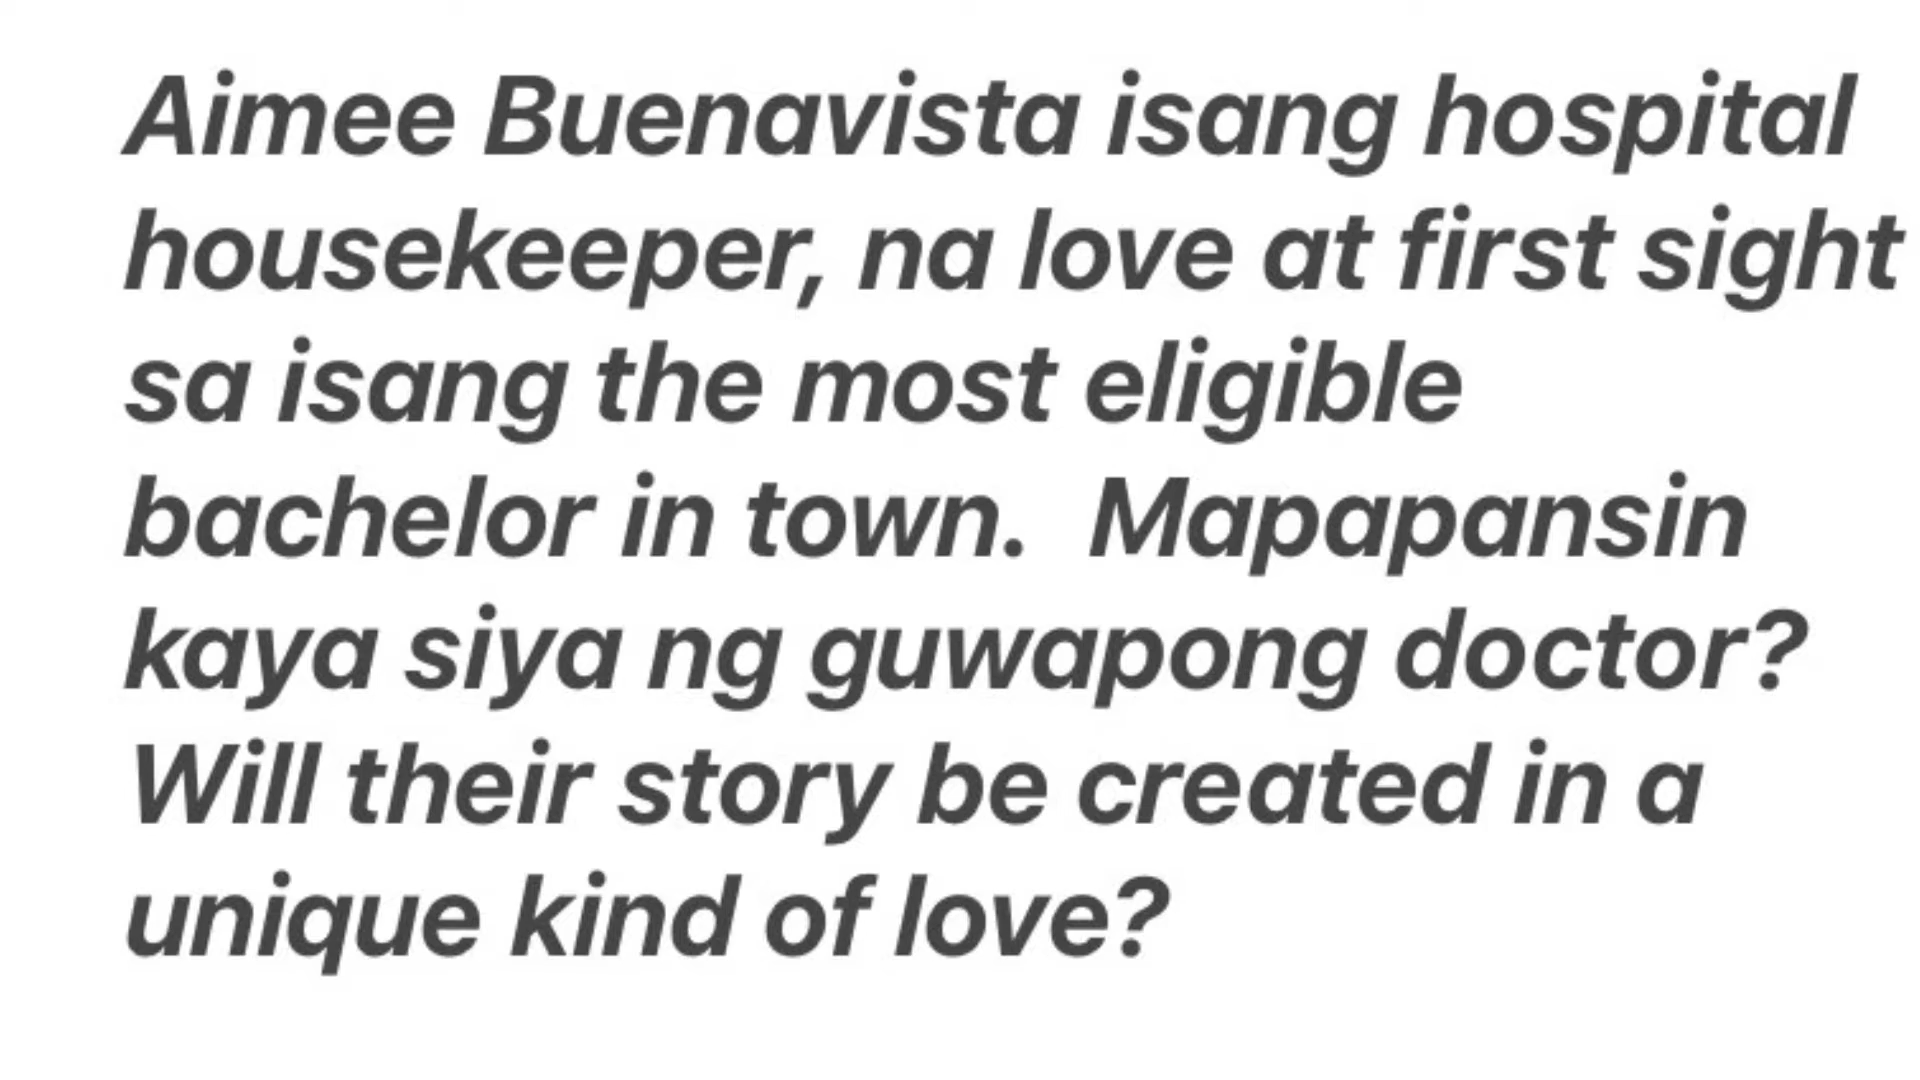 Aimee Buenavista isang hospital
housekeeper, na love at first sight
sa isang the most eligible
bachelor in town.  Mapapansin
kaya siya ng guwapong doctor?
Will their story be created in a
unique kind of love?